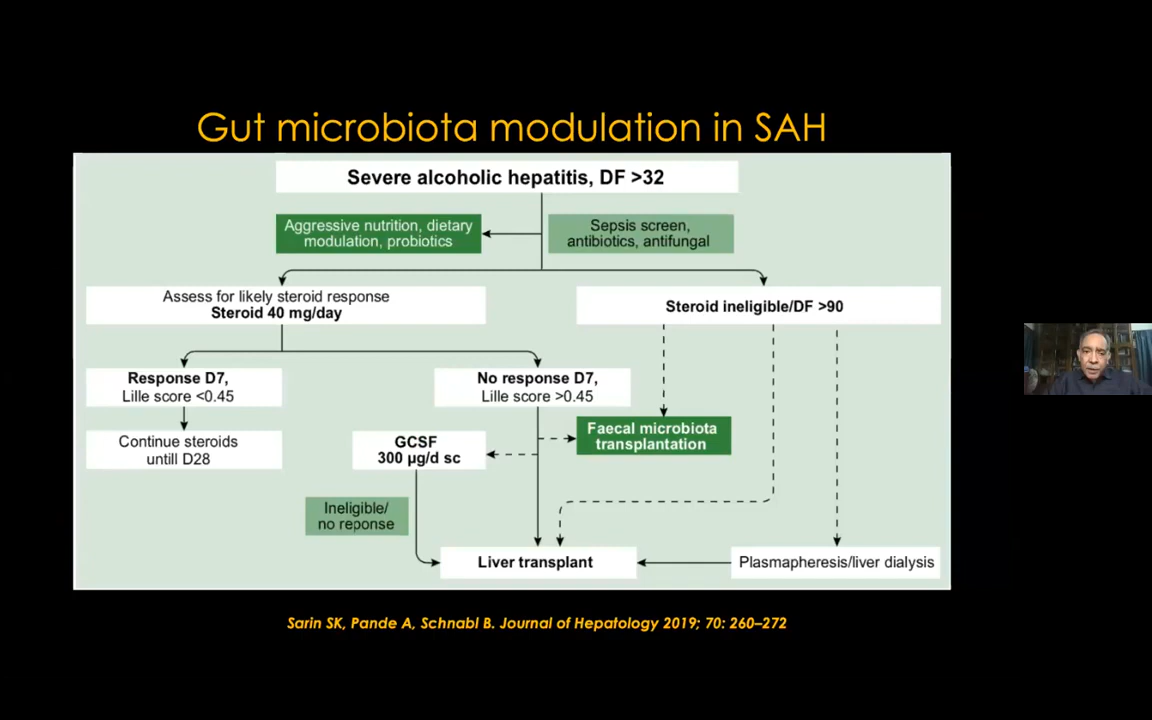 Gut microbiota modulation in SAH
Severe alcoholic hepatitis, DF >32
Aggressive nutrition, dietary
modulation, probiotics
Sepsis screen,
antibiotics, antifungal
Assess for likely steroid response
Steroid 40 mg/day
Steroid ineligible/DF >90
Response D7,
Lille score <0.45
No response D7,
Lille score >0.45
Continue steroids
untill D28
GCSF
300 µg/d sc
Faecal microbiota
transplantation
Ineligible/
no reponse
Liver transplant
Plasmapheresis/liver dialysis
Sarin SK, Pande A, Schnabl B. Journal of Hepatology 2019; 70: 260–272